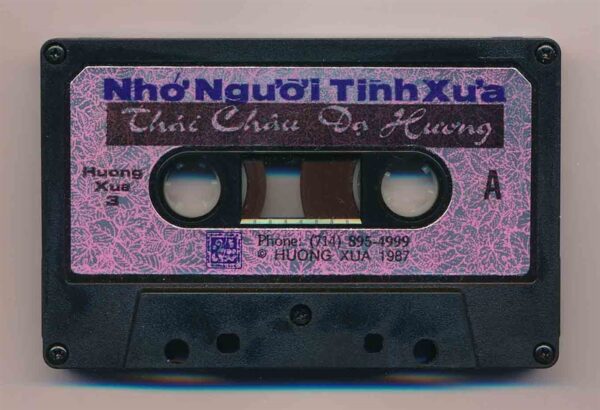 Nhớ Người Tình Xưa
Thái Châu Dạ Hương
Huong
Xua
3
A
Phone: (714) 895-4999
© HUONG XUA 1987